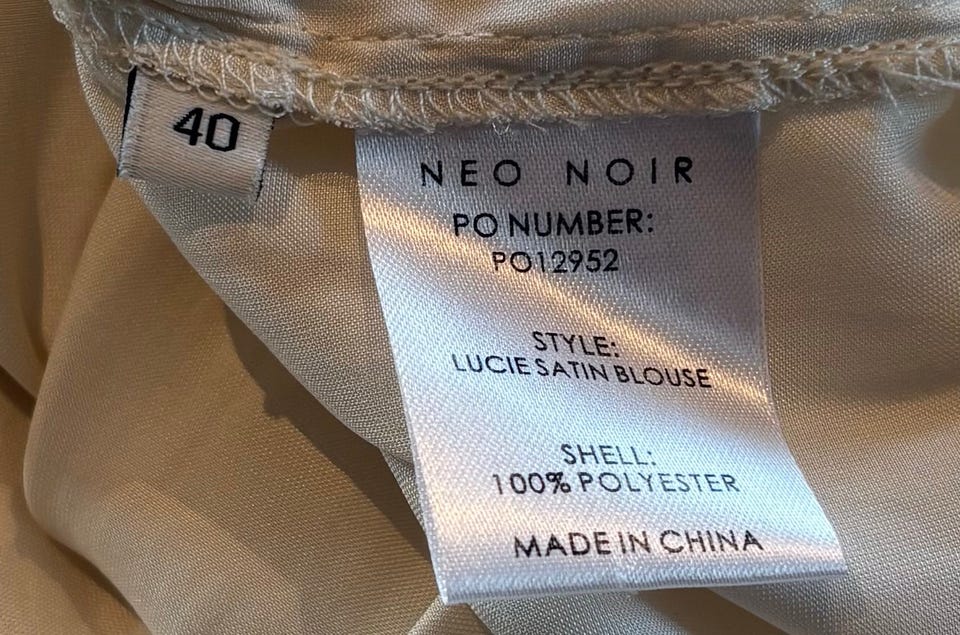 40
NEO NOIR
PO NUMBER:
PO12952
STYLE:
LUCIE SATIN BLOUSE
SHELL:
100% POLYESTER
MADE IN CHINA